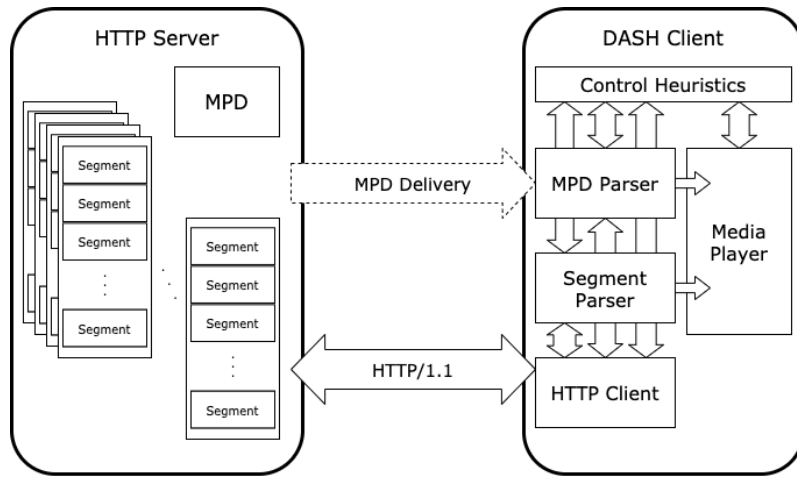 HTTP Server
MPD
Segment
Segment
Segment
Segment
Segment
Segment
Segment
Segment
MPD Delivery
HTTP/1.1
DASH Client
Control Heuristics
MPD Parser
Segment
Parser
HTTP Client
Media
Player